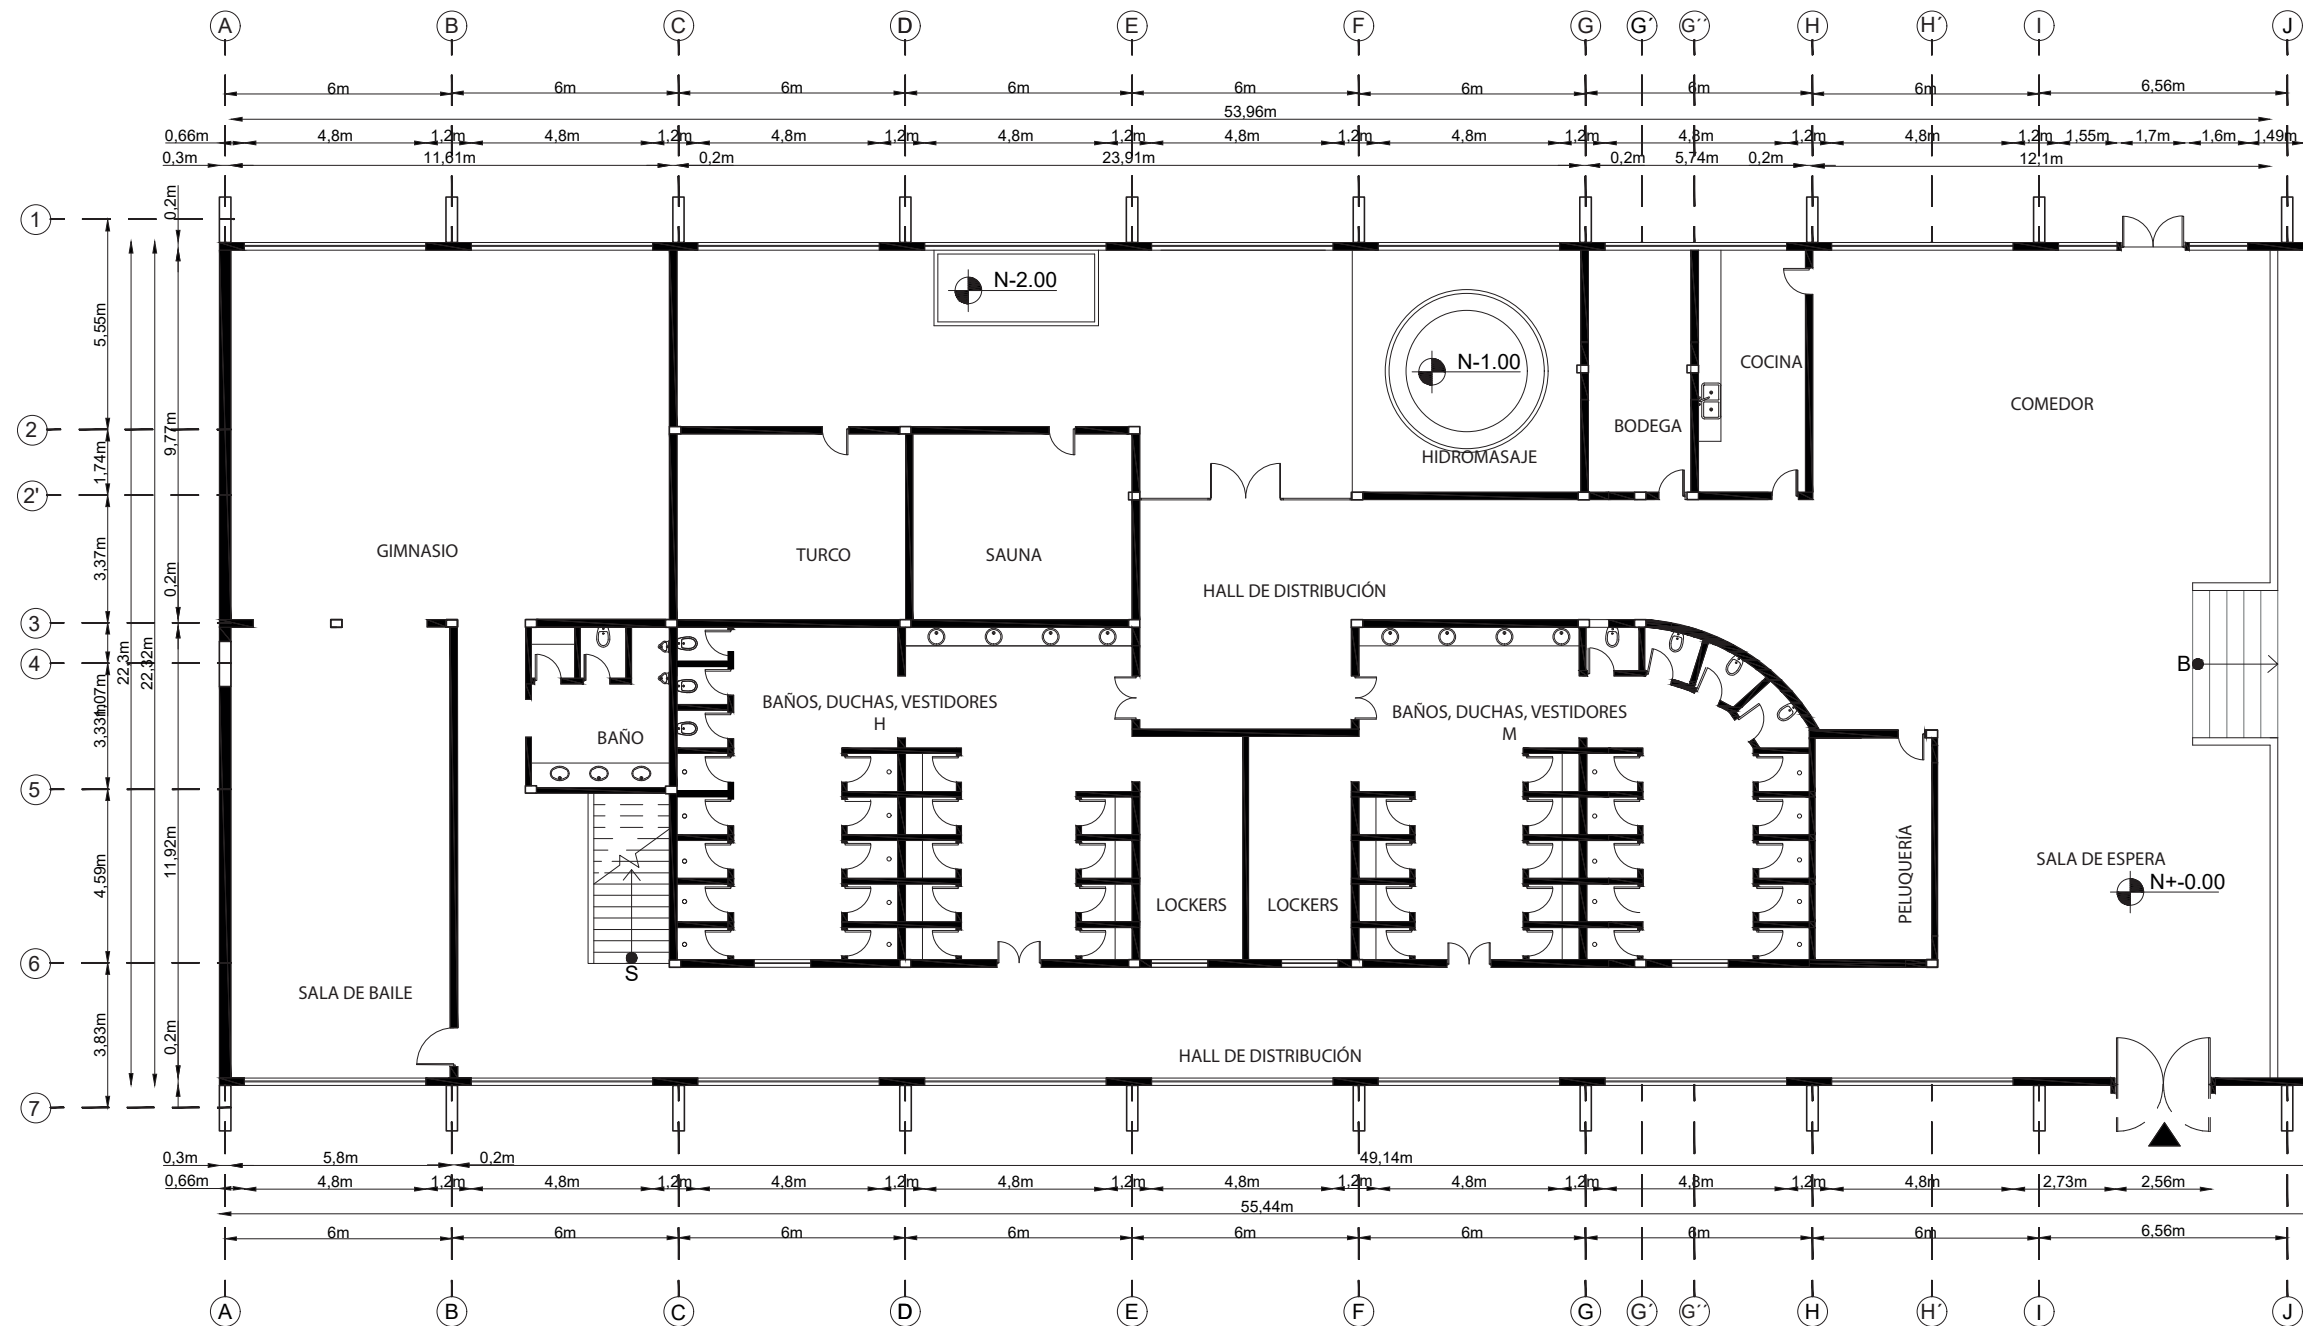 A B C D E F G G´ G´´ H H´ I J
6m 6m 6m 6m 6m 6m 6m 6m 6,56m
53,96m
0,66m 4,8m 1,2m 4,8m 1,2m 4,8m 1,2m 4,8m 1,2m 4,8m 1,2m 4,8m 1,2m 4,8m 1,2m 4,8m 1,2m 1,55m 1,7m 1,6m 1,49m
0,3m 11,61m 0,2m 23,91m 0,2m 5,74m 0,2m 12,1m
0,2m
1
N-2.00
5,55m
N-1.00
COCINA
COMEDOR
BODEGA
2
9,77m
1,74m
HIDROMASAJE
2'
3,37m
GIMNASIO
TURCO
SAUNA
0,2m
HALL DE DISTRIBUCIÓN
3
4
B
22,3m
22,32m
1,07m
3,33m
BAÑOS, DUCHAS, VESTIDORES
H
BAÑOS, DUCHAS, VESTIDORES
M
BAÑO
5
4,59m
11,92m
PELUQUERÍA
SALA DE ESPERA
N+-0.00
LOCKERS
LOCKERS
6
S
SALA DE BAILE
3,83m
0,2m
HALL DE DISTRIBUCIÓN
7
0,3m 5,8m 0,2m 49,14m
0,66m 4,8m 1,2m 4,8m 1,2m 4,8m 1,2m 4,8m 1,2m 4,8m 1,2m 4,8m 1,2m 4,8m 1,2m 4,8m 2,73m 2,56m
55,44m
6m 6m 6m 6m 6m 6m 6m 6m 6,56m
A B C D E F G G´ G´´ H H´ I J